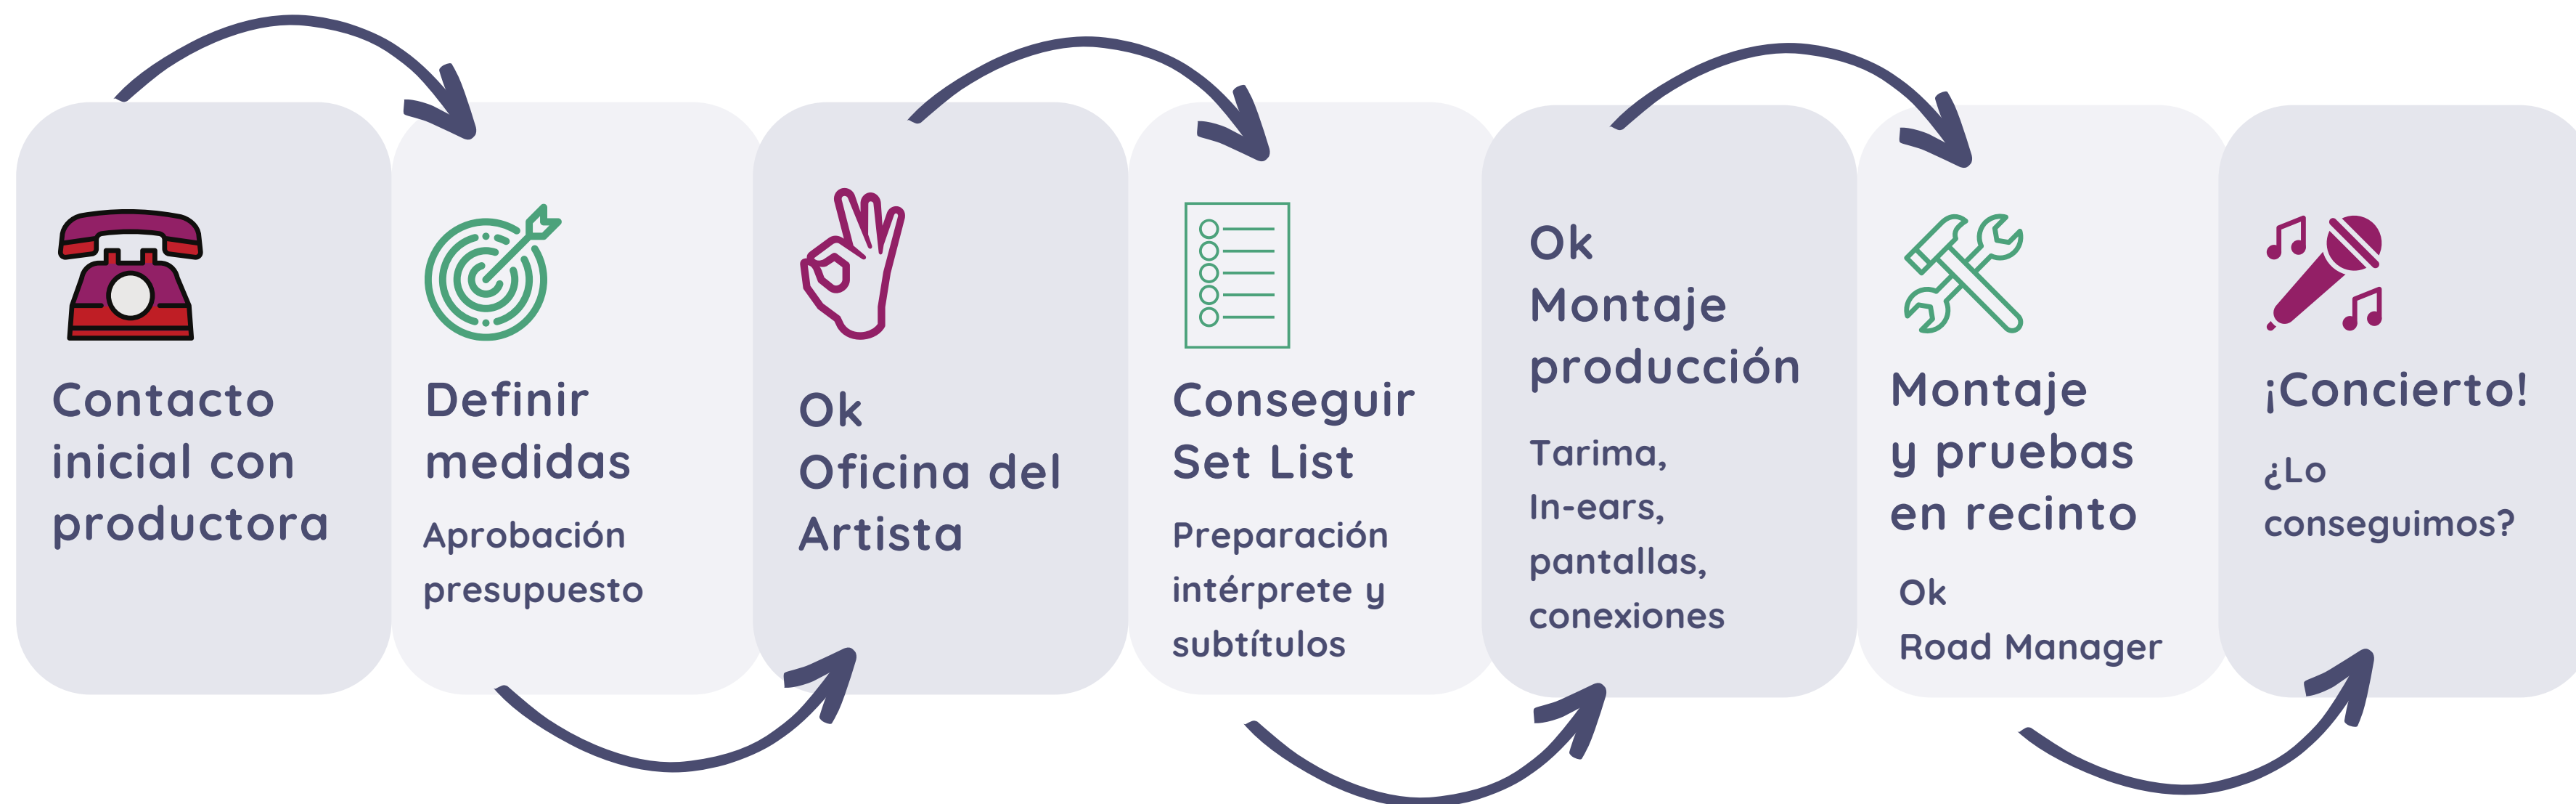 Contacto
inicial con
productora
Definir
medidas
Aprobación
presupuesto
Ok
Oficina del
Artista
Conseguir
Set List
Preparación
intérprete y
subtítulos
Ok
Montaje
producción
Tarima,
In-ears,
pantallas,
conexiones
Montaje
y pruebas
en recinto
Ok
Road Manager
¡Concierto!
¿Lo
conseguimos?